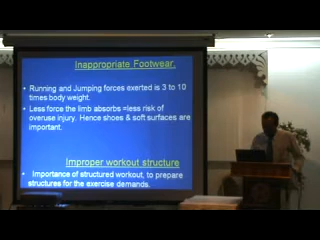 Inappropriate Footwear.
• Running and Jumping forces exerted is 3 to 10
times body weight.
• Less force the limb absorbs =less risk of
overuse injury. Hence shoes & soft surfaces are
important.
Improper workout structure
• Importance of structured workout, to prepare
structures for the exercise demands.